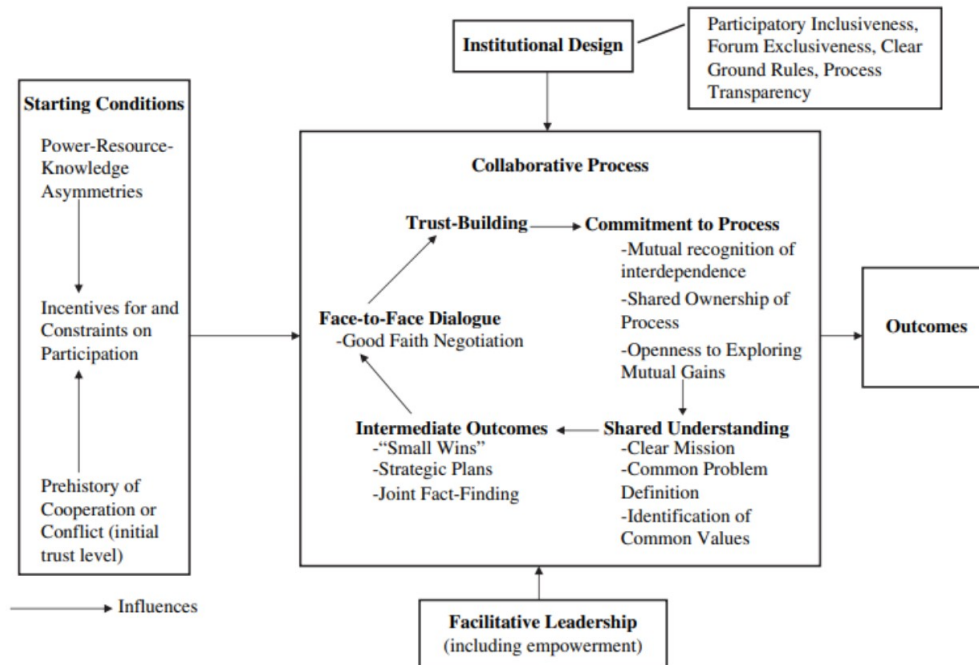 Institutional Design
Participatory Inclusiveness,
Forum Exclusiveness, Clear
Ground Rules, Process
Transparency
Starting Conditions
Power-Resource-
Knowledge
Asymmetries
Incentives for and
Constraints on
Participation
Prehistory of
Cooperation or
Conflict (initial
trust level)
Collaborative Process
Trust-Building
Commitment to Process
-Mutual recognition of
interdependence
-Shared Ownership of
Process
-Openness to Exploring
Mutual Gains
Face-to-Face Dialogue
-Good Faith Negotiation
Intermediate Outcomes
-“Small Wins”
-Strategic Plans
-Joint Fact-Finding
Shared Understanding
-Clear Mission
-Common Problem
Definition
-Identification of
Common Values
Outcomes
Influences
Facilitative Leadership
(including empowerment)